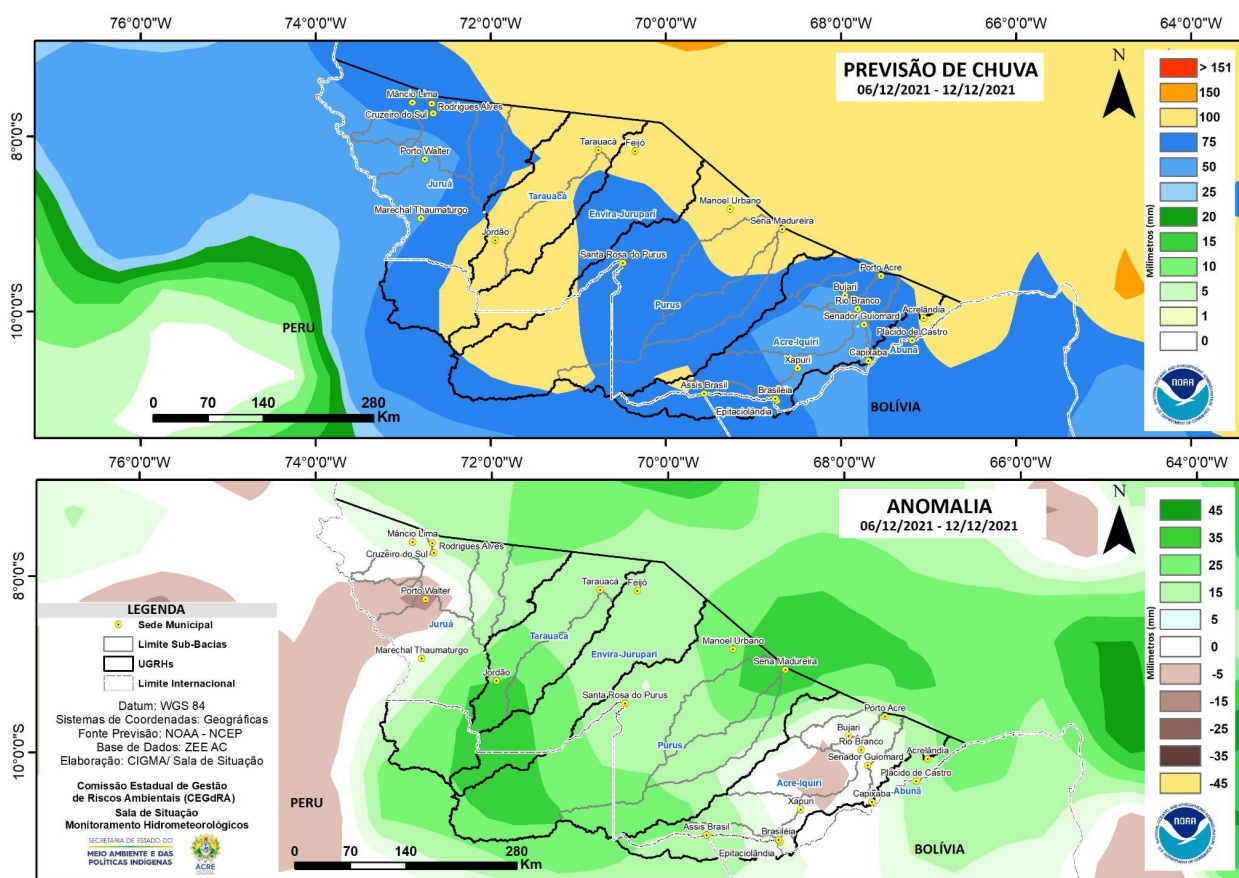 76°0'0"W 74°0'0"W 72°0'0"W 70°0'0"W 68°0'0"W 66°0'0"W 64°0'0"W
PREVISÃO DE CHUVA
06/12/2021 - 12/12/2021
N
> 151
150
100
75
50
25
20
15
10
5
1
0
Milímetros (mm)
NOAA
8°0'0"S
10°0'0"S
Mâncio Lima
Rodrigues Alves
Cruzeiro do Sul
Tarauacá
Feijó
Porto Walter
Juruá
Tarauacá
Manoel Urbano
Marechal Thaumaturgo
Envira-Jurupari
Sena Madureira
Jordão
Santa Rosa do Purus
Porto Acre
Bujari
Purus
Rio Branco
Acrelândia
Senador Guiomard
PERU
Plácido de Castro
Acre-Iquiri
Abunã
Xapuri
Capixaba
Assis Brasil
Brasiléia
BOLÍVIA
Epitaciolândia
0 70 140 280
Km
76°0'0"W 74°0'0"W 72°0'0"W 70°0'0"W 68°0'0"W 66°0'0"W 64°0'0"W
ANOMALIA
06/12/2021 - 12/12/2021
N
45
35
25
15
5
0
-5
-15
-25
-35
-45
Milímetros (mm)
NOAA
8°0'0"S
10°0'0"S
Mâncio Lima
Rodrigues Alves
Cruzeiro do Sul
Tarauacá
Feijó
Porto Walter
Juruá
Tarauacá
Manoel Urbano
Marechal Thaumaturgo
Envira-Jurupari
Sena Madureira
Jordão
Santa Rosa do Purus
Porto Acre
Bujari
Purus
Rio Branco
Acrelândia
Senador Guiomard
Plácido de Castro
Acre-Iquiri
Abunã
PERU
Xapuri
Capixaba
Assis Brasil
Brasiléia
BOLÍVIA
Epitaciolândia
0 70 140 280
Km
LEGENDA
Sede Municipal
Limite Sub-Bacias
UGRHs
Limite Internacional
Datum: WGS 84
Sistemas de Coordenadas: Geográficas
Fonte Previsão: NOAA - NCEP
Base de Dados: ZEE AC
Elaboração: CIGMA/ Sala de Situação
Comissão Estadual de Gestão
de Riscos Ambientais (CEGdRA)
Sala de Situação
Monitoramento Hidrometeorológicos
SECRETARIA DE ESTADO DO
MEIO AMBIENTE E DAS
POLÍTICAS INDÍGENAS
ACRE